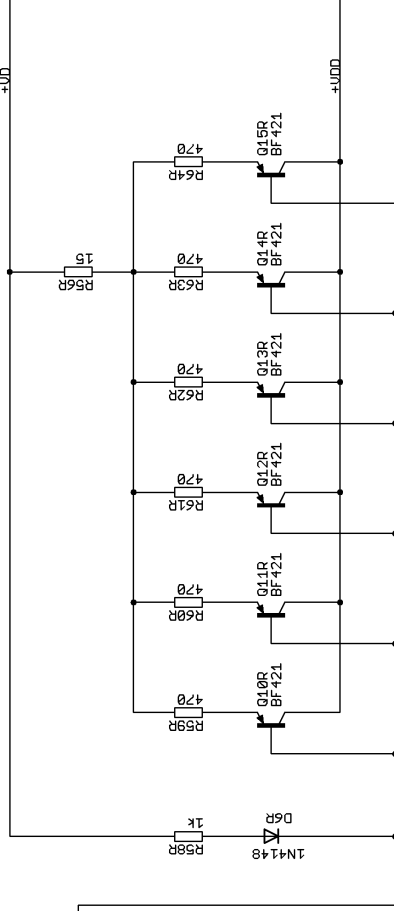 +UD
+VDD
470
R64R
Q15R
BF421
15
R56R
470
R63R
Q14R
BF421
470
R62R
Q13R
BF421
470
R61R
Q12R
BF421
470
R60R
Q11R
BF421
470
R59R
Q10R
BF421
1k
R58R
D6R
1N4148